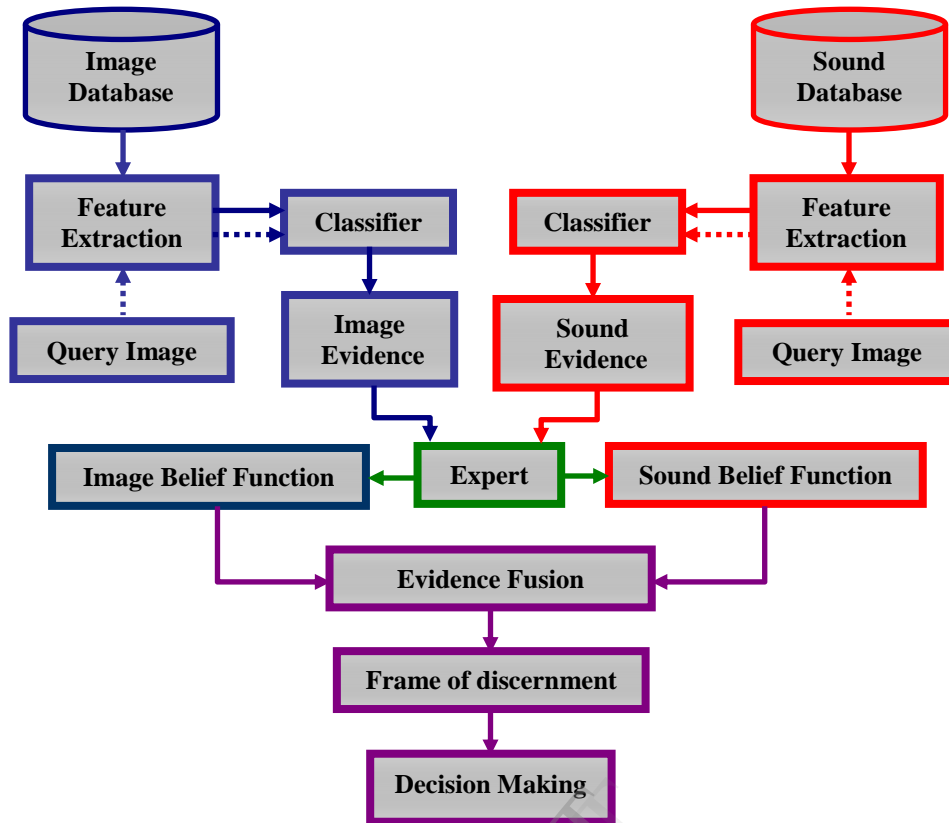 Image
Database
Sound
Database
Feature
Extraction
Classifier
Classifier
Feature
Extraction
Query Image
Image
Evidence
Sound
Evidence
Query Image
Image Belief Function
Expert
Sound Belief Function
Evidence Fusion
Frame of discernment
Decision Making